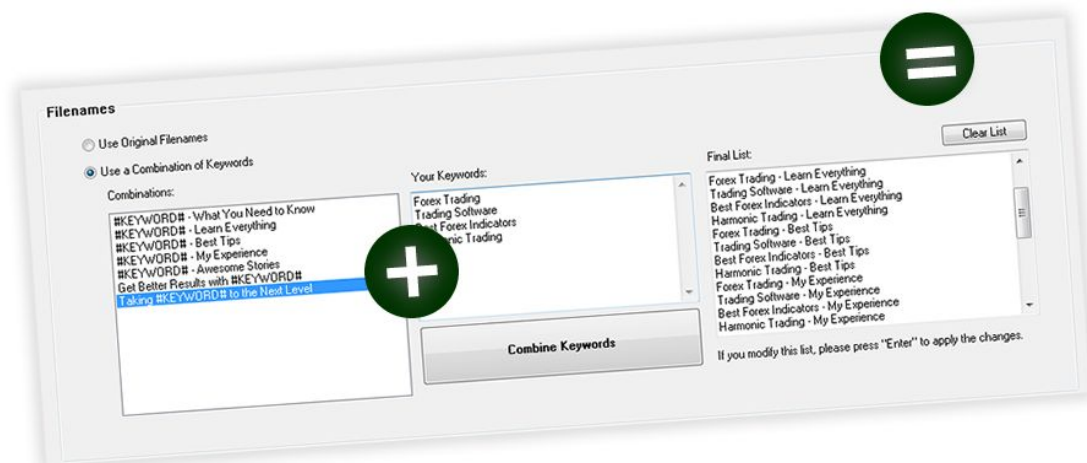 =
Filenames
Use Original Filenames
Use a Combination of Keywords
Combinations:
#KEYWORD# - What You Need to Know
#KEYWORD# - Learn Everything
#KEYWORD# - Best Tips
#KEYWORD# - My Experience
#KEYWORD# - Awesome Stories
Get Better Results with #KEYWORD#
Taking #KEYWORD# to the Next Level
+
Your Keywords:
Forex Trading
Trading Software
Best Forex Indicators
Trading
Combine Keywords
Final List:
Clear List
Forex Trading - Learn Everything
Trading Software - Learn Everything
Best Forex Indicators - Learn Everything
Harmonic Trading - Learn Everything
Forex Trading - Best Tips
Trading Software - Best Tips
Best Forex Indicators - Best Tips
Harmonic Trading - Best Tips
Forex Trading - My Experience
Trading Software - My Experience
Best Forex Indicators - My Experience
Harmonic Trading - My Experience
If you modify this list, please press "Enter" to apply the changes.